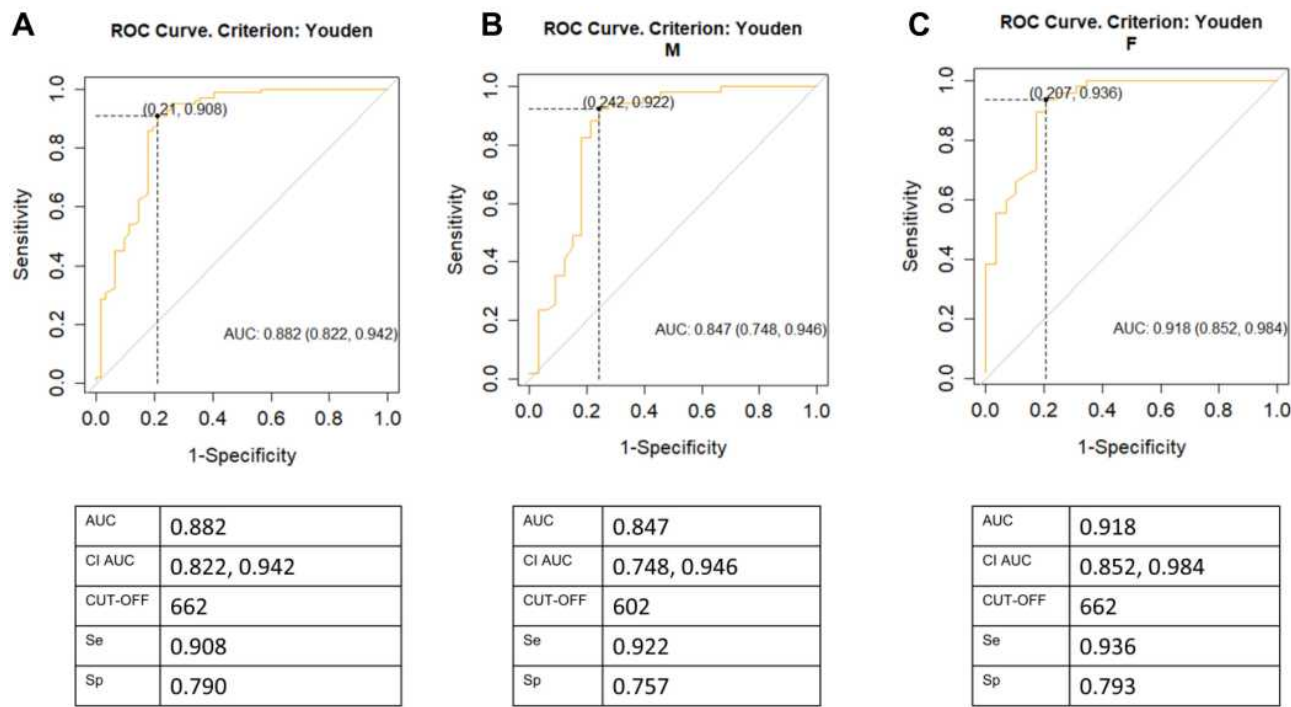 A
ROC Curve. Criterion: Youden
1.0
0.8
0.6
0.4
0.2
0.0
Sensitivity
(0.21, 0.908)
AUC: 0.882 (0.822, 0.942)
0.0 0.2 0.4 0.6 0.8 1.0
1-Specificity
AUC 0.882
CI AUC 0.822, 0.942
CUT-OFF 662
Se 0.908
Sp 0.790
B
ROC Curve. Criterion: Youden
M
1.0
0.8
0.6
0.4
0.2
0.0
Sensitivity
(0.242, 0.922)
AUC: 0.847 (0.748, 0.946)
0.0 0.2 0.4 0.6 0.8 1.0
1-Specificity
AUC 0.847
CI AUC 0.748, 0.946
CUT-OFF 602
Se 0.922
Sp 0.757
C
ROC Curve. Criterion: Youden
F
1.0
0.8
0.6
0.4
0.2
0.0
Sensitivity
(0.207, 0.936)
AUC: 0.918 (0.852, 0.984)
0.0 0.2 0.4 0.6 0.8 1.0
1-Specificity
AUC 0.918
CI AUC 0.852, 0.984
CUT-OFF 662
Se 0.936
Sp 0.793